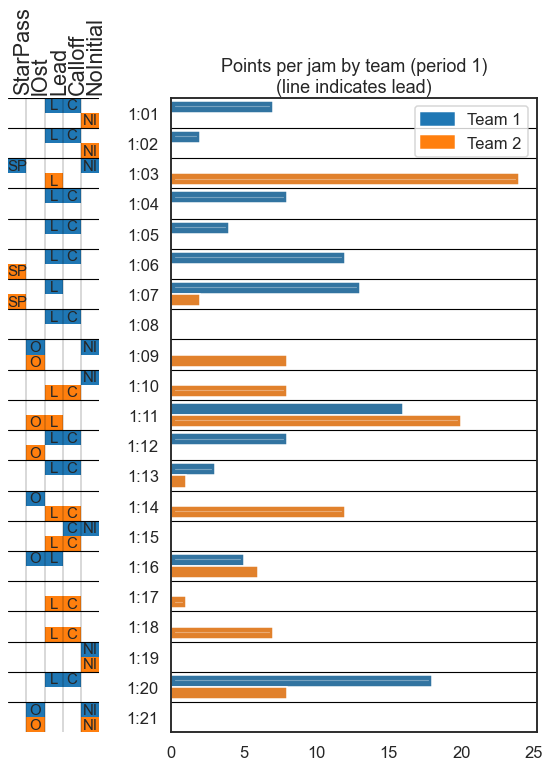 StarPass
lOst
Lead
Calloff
NoInitial
Points per jam by team (period 1)
(line indicates lead)
Team 1
Team 2
L C 1:01
NI
L C 1:02
NI
SP NI 1:03
L
L C 1:04
L C 1:05
L C 1:06
SP
L 1:07
SP
L C 1:08
O NI 1:09
O
NI 1:10
L C
1:11
O L
L C 1:12
O
L C 1:13
O 1:14
L C
C NI 1:15
L C
O L 1:16
1:17
L C
1:18
L C
NI 1:19
NI
L C 1:20
O NI 1:21
O NI
0 5 10 15 20 25